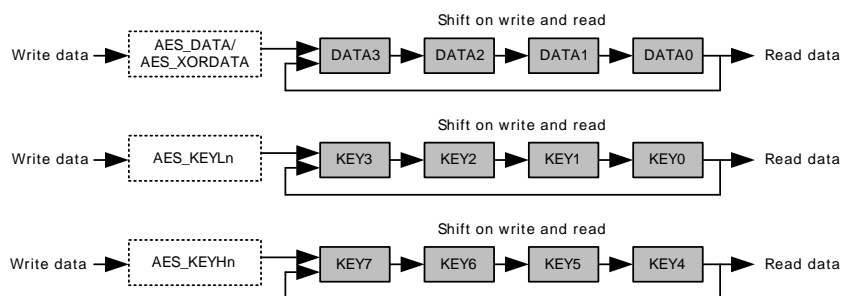 Shift on write and read
Write data AES_DATA/ AES_XORDATA DATA3 DATA2 DATA1 DATA0 Read data
Shift on write and read
Write data AES_KEYLn KEY3 KEY2 KEY1 KEY0 Read data
Shift on write and read
Write data AES_KEYHn KEY7 KEY6 KEY5 KEY4 Read data